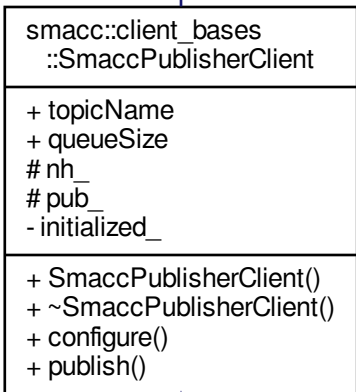 smacc::client_bases
::SmaccPublisherClient
+ topicName
+ queueSize
# nh_
# pub_
- initialized_
+ SmaccPublisherClient()
+ ~SmaccPublisherClient()
+ configure()
+ publish()